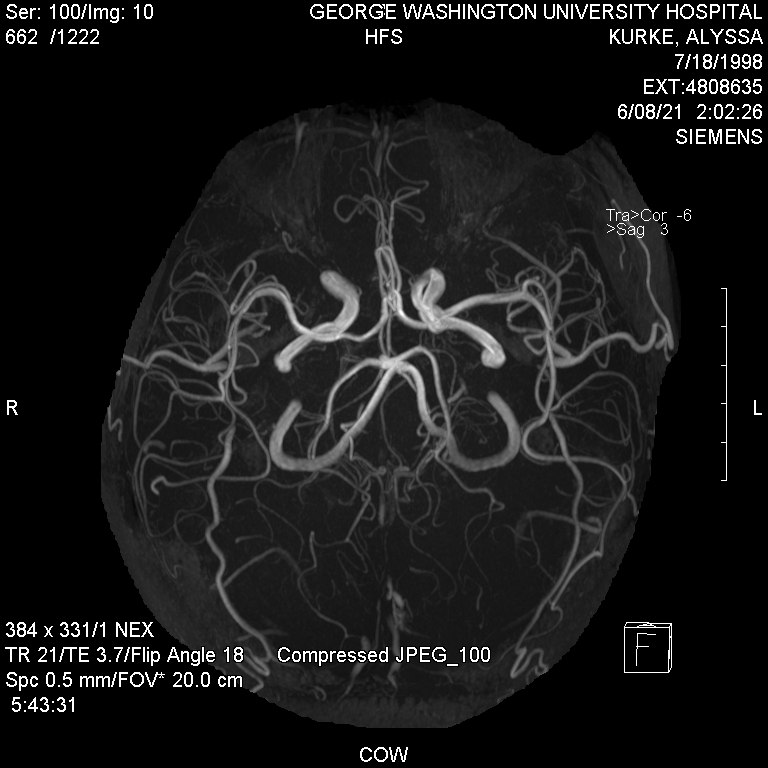 Ser: 100/Img: 10
GEORGE WASHINGTON UNIVERSITY HOSPITAL
662 /1222
HFS
KURKE, ALYSSA
7/18/1998
EXT:4808635
6/08/21 2:02:26
SIEMENS
Tra>Cor -6
>Sag 3
R
L
384 x 331/1 NEX
TR 21/TE 3.7/Flip Angle 18
Compressed JPEG_100
Spc 0.5 mm/FOV* 20.0 cm
5:43:31
F
COW